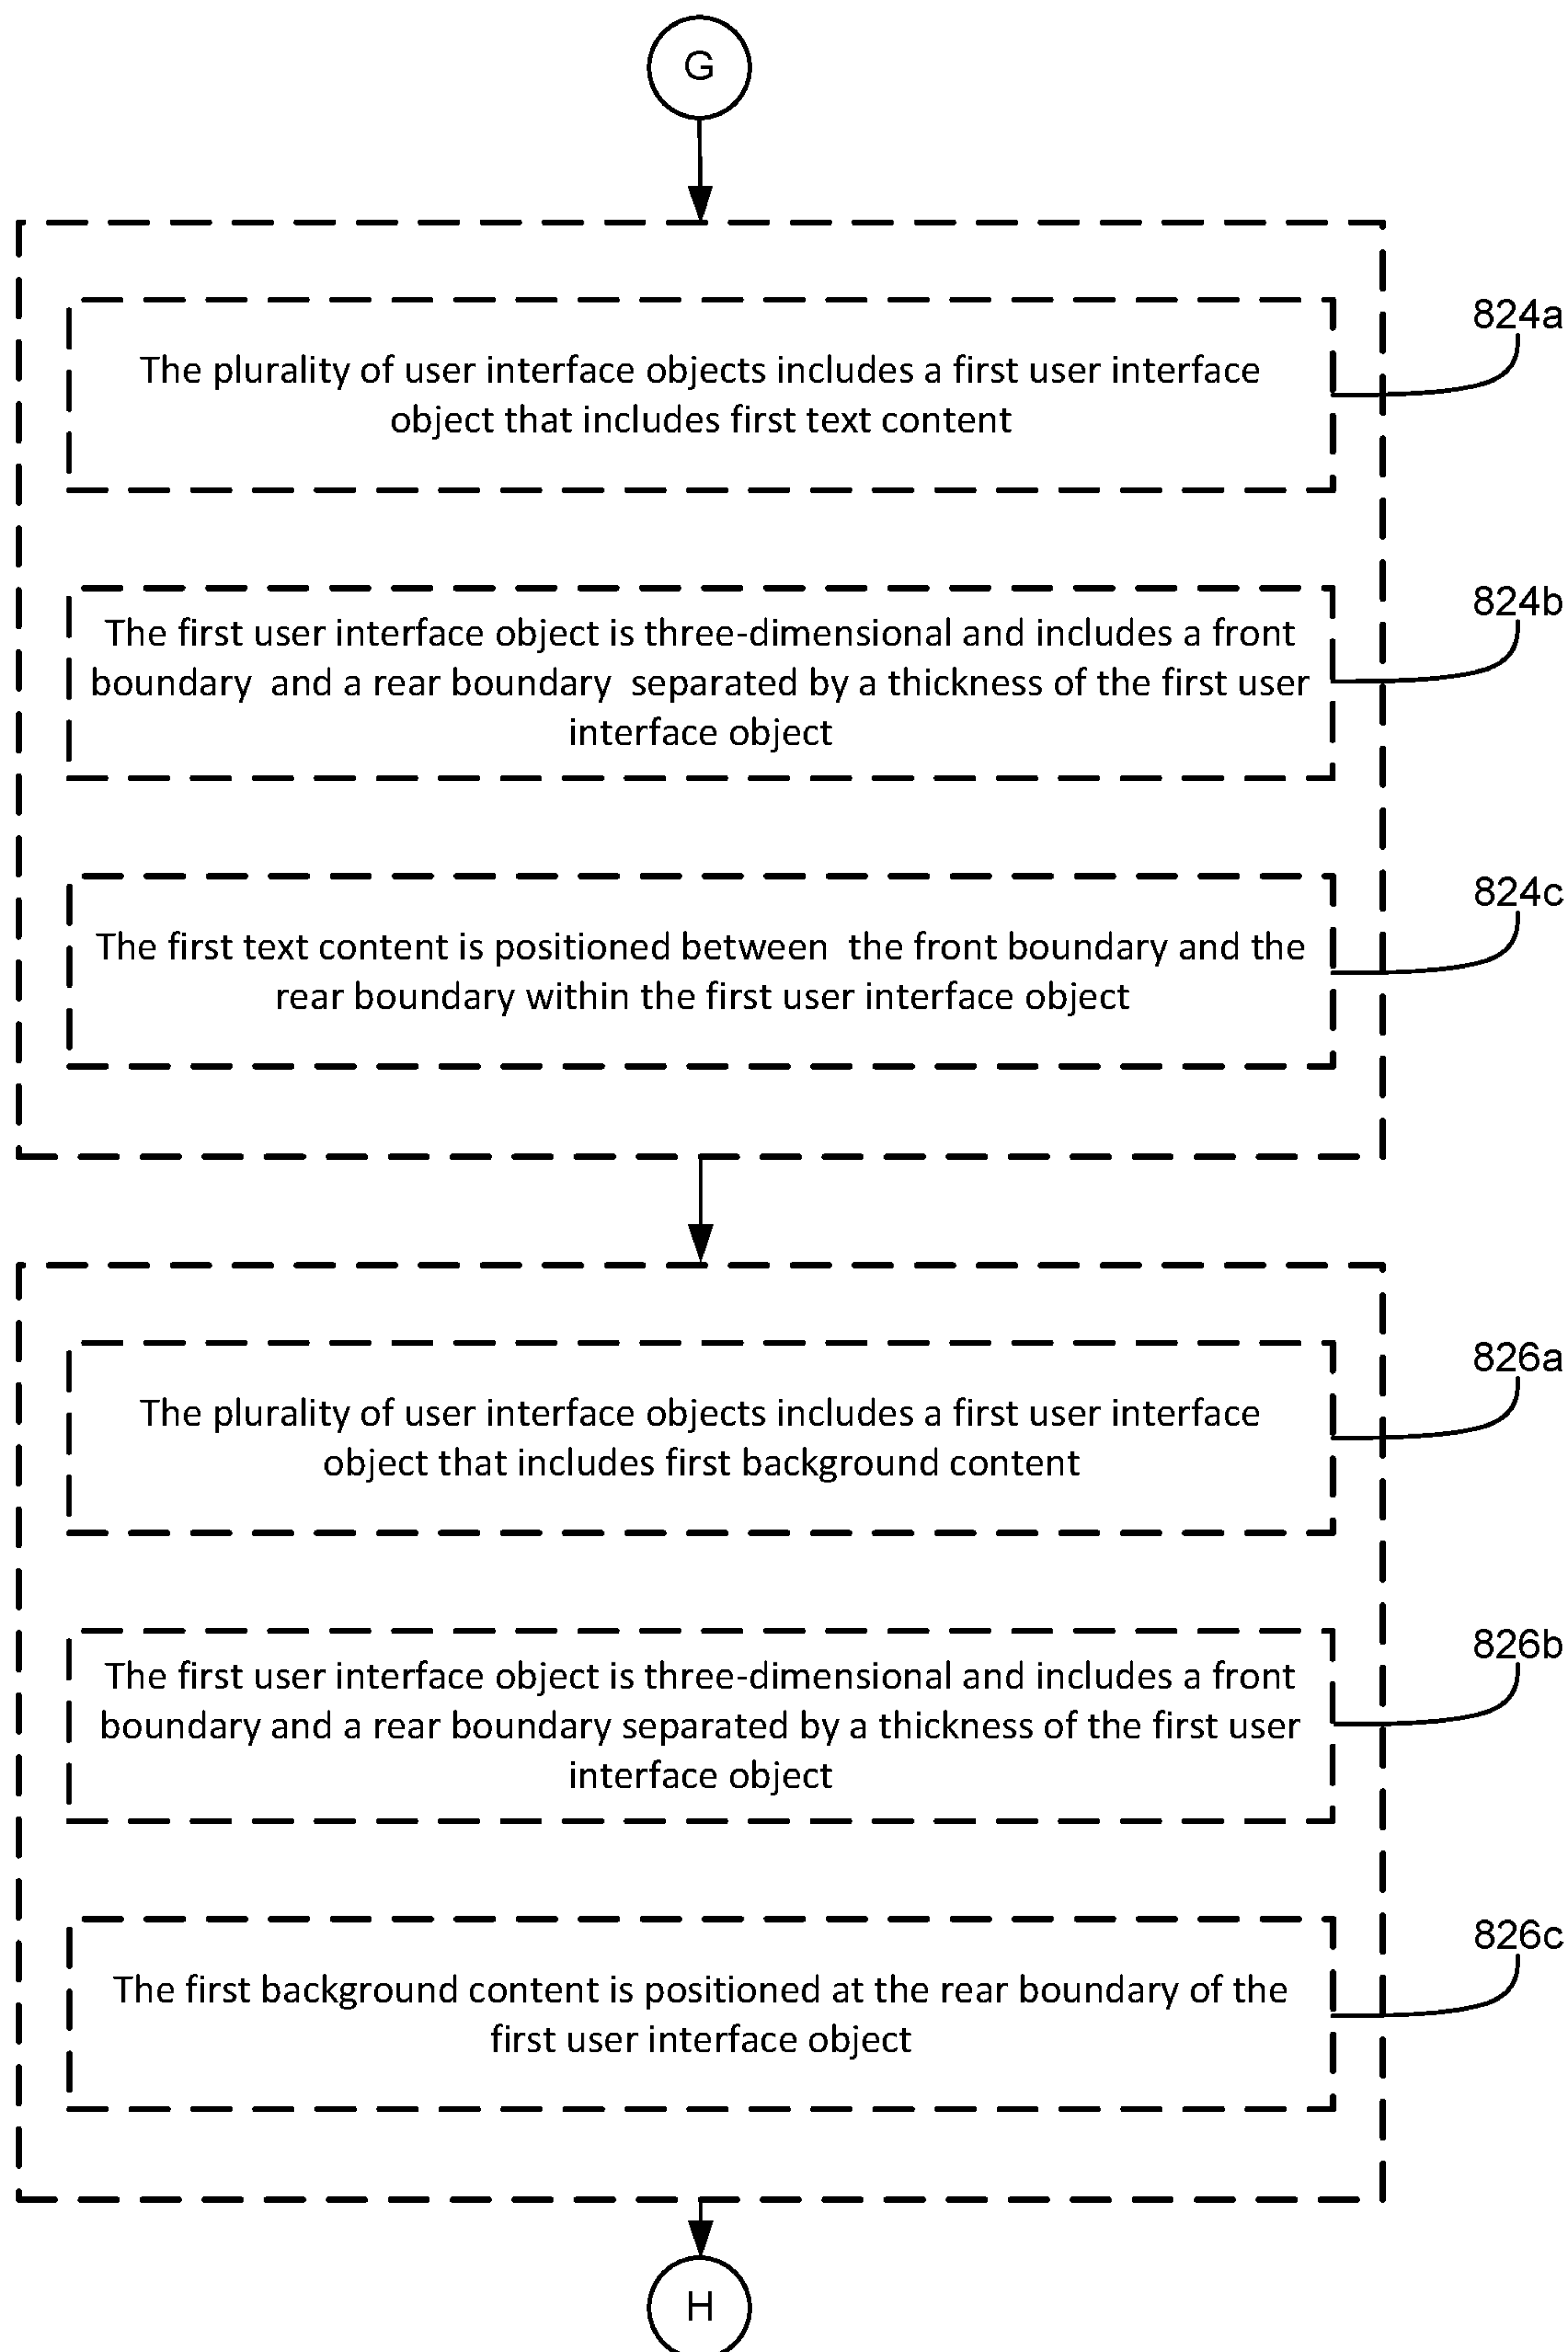 G
824a
The plurality of user interface objects includes a first user interface
object that includes first text content
824b
The first user interface object is three-dimensional and includes a front
boundary  and a rear boundary  separated by a thickness of the first user
interface object
824c
The first text content is positioned between  the front boundary and the
rear boundary within the first user interface object
826a
The plurality of user interface objects includes a first user interface
object that includes first background content
826b
The first user interface object is three-dimensional and includes a front
boundary and a rear boundary separated by a thickness of the first user
interface object
826c
The first background content is positioned at the rear boundary of the
first user interface object
H